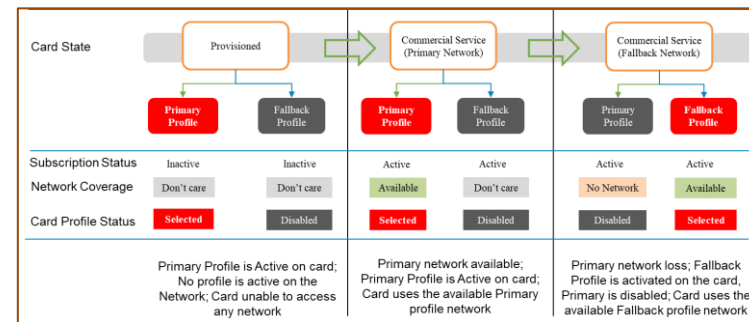 Card State
Provisioned
Commercial Service
(Primary Network)
Commercial Service
(Fallback Network)
Primary
Profile
Fallback
Profile
Primary
Profile
Fallback
Profile
Primary
Profile
Fallback
Profile
Subscription Status Inactive Inactive Active Active Active Active
Network Coverage Don't care Don't care Available Don't care No Network Available
Card Profile Status Selected Disabled Selected Disabled Disabled Selected
Primary Profile is Active on card;
No profile is active on the
Network; Card unable to access
any network
Primary network available;
Primary Profile is Active on card;
Card uses the available Primary
profile network
Primary network loss; Fallback
Profile is activated on the card,
Primary is disabled; Card uses the
available Fallback profile network